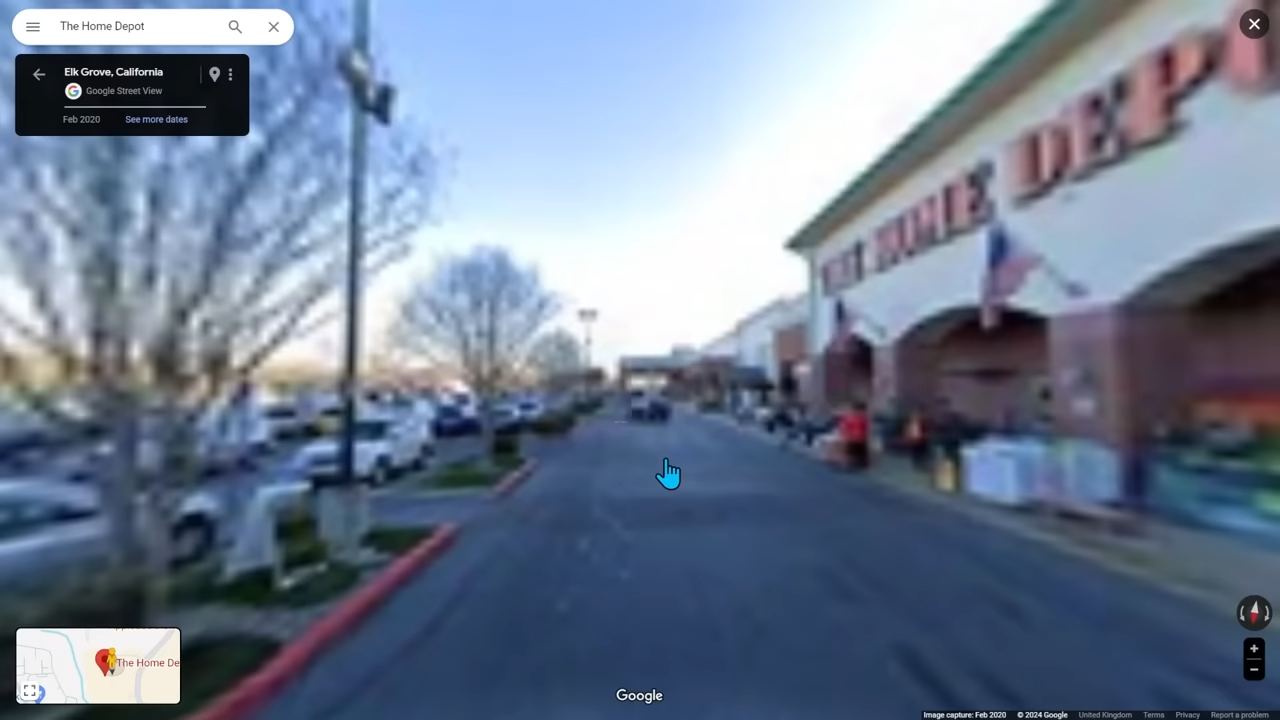 The Home Depot
Elk Grove, California
Google Street View
Feb 2020 See more dates
THE HOME DEPO
The Home De
Google
Image capture: Feb 2020 © 2024 Google United Kingdom Terms Privacy Report a problem